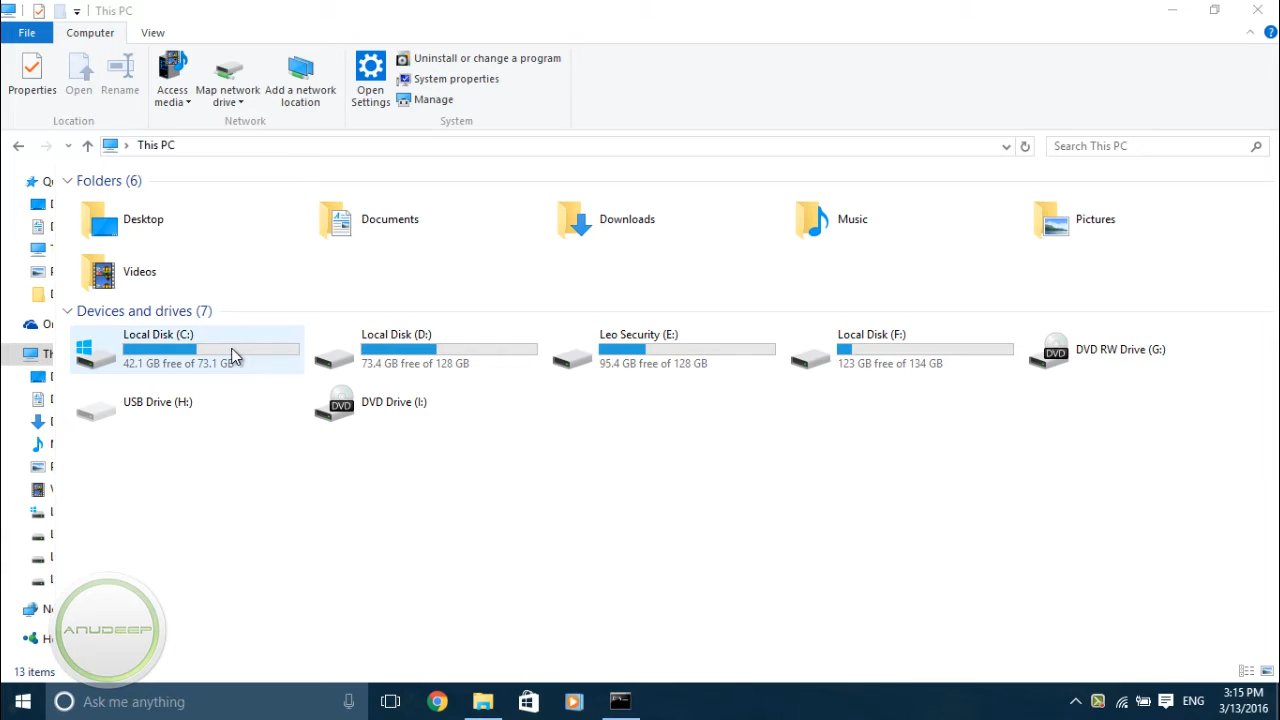 This PC
File
Computer
View
Properties
Open
Rename
Access media
Map network drive
Add a network location
Open Settings
Uninstall or change a program
System properties
Manage
Location
Network
System
This PC
Search This PC
Folders (6)
Desktop
Documents
Downloads
Music
Pictures
Videos
Devices and drives (7)
Local Disk (C:)
42.1 GB free of 73.1 GB
Local Disk (D:)
73.4 GB free of 128 GB
Leo Security (E:)
95.4 GB free of 128 GB
Local Disk (F:)
123 GB free of 134 GB
DVD RW Drive (G:)
USB Drive (H:)
DVD Drive (I:)
DVD
DVD
ANUDEEP
13 items
Ask me anything
ENG
3:15 PM
3/13/2016